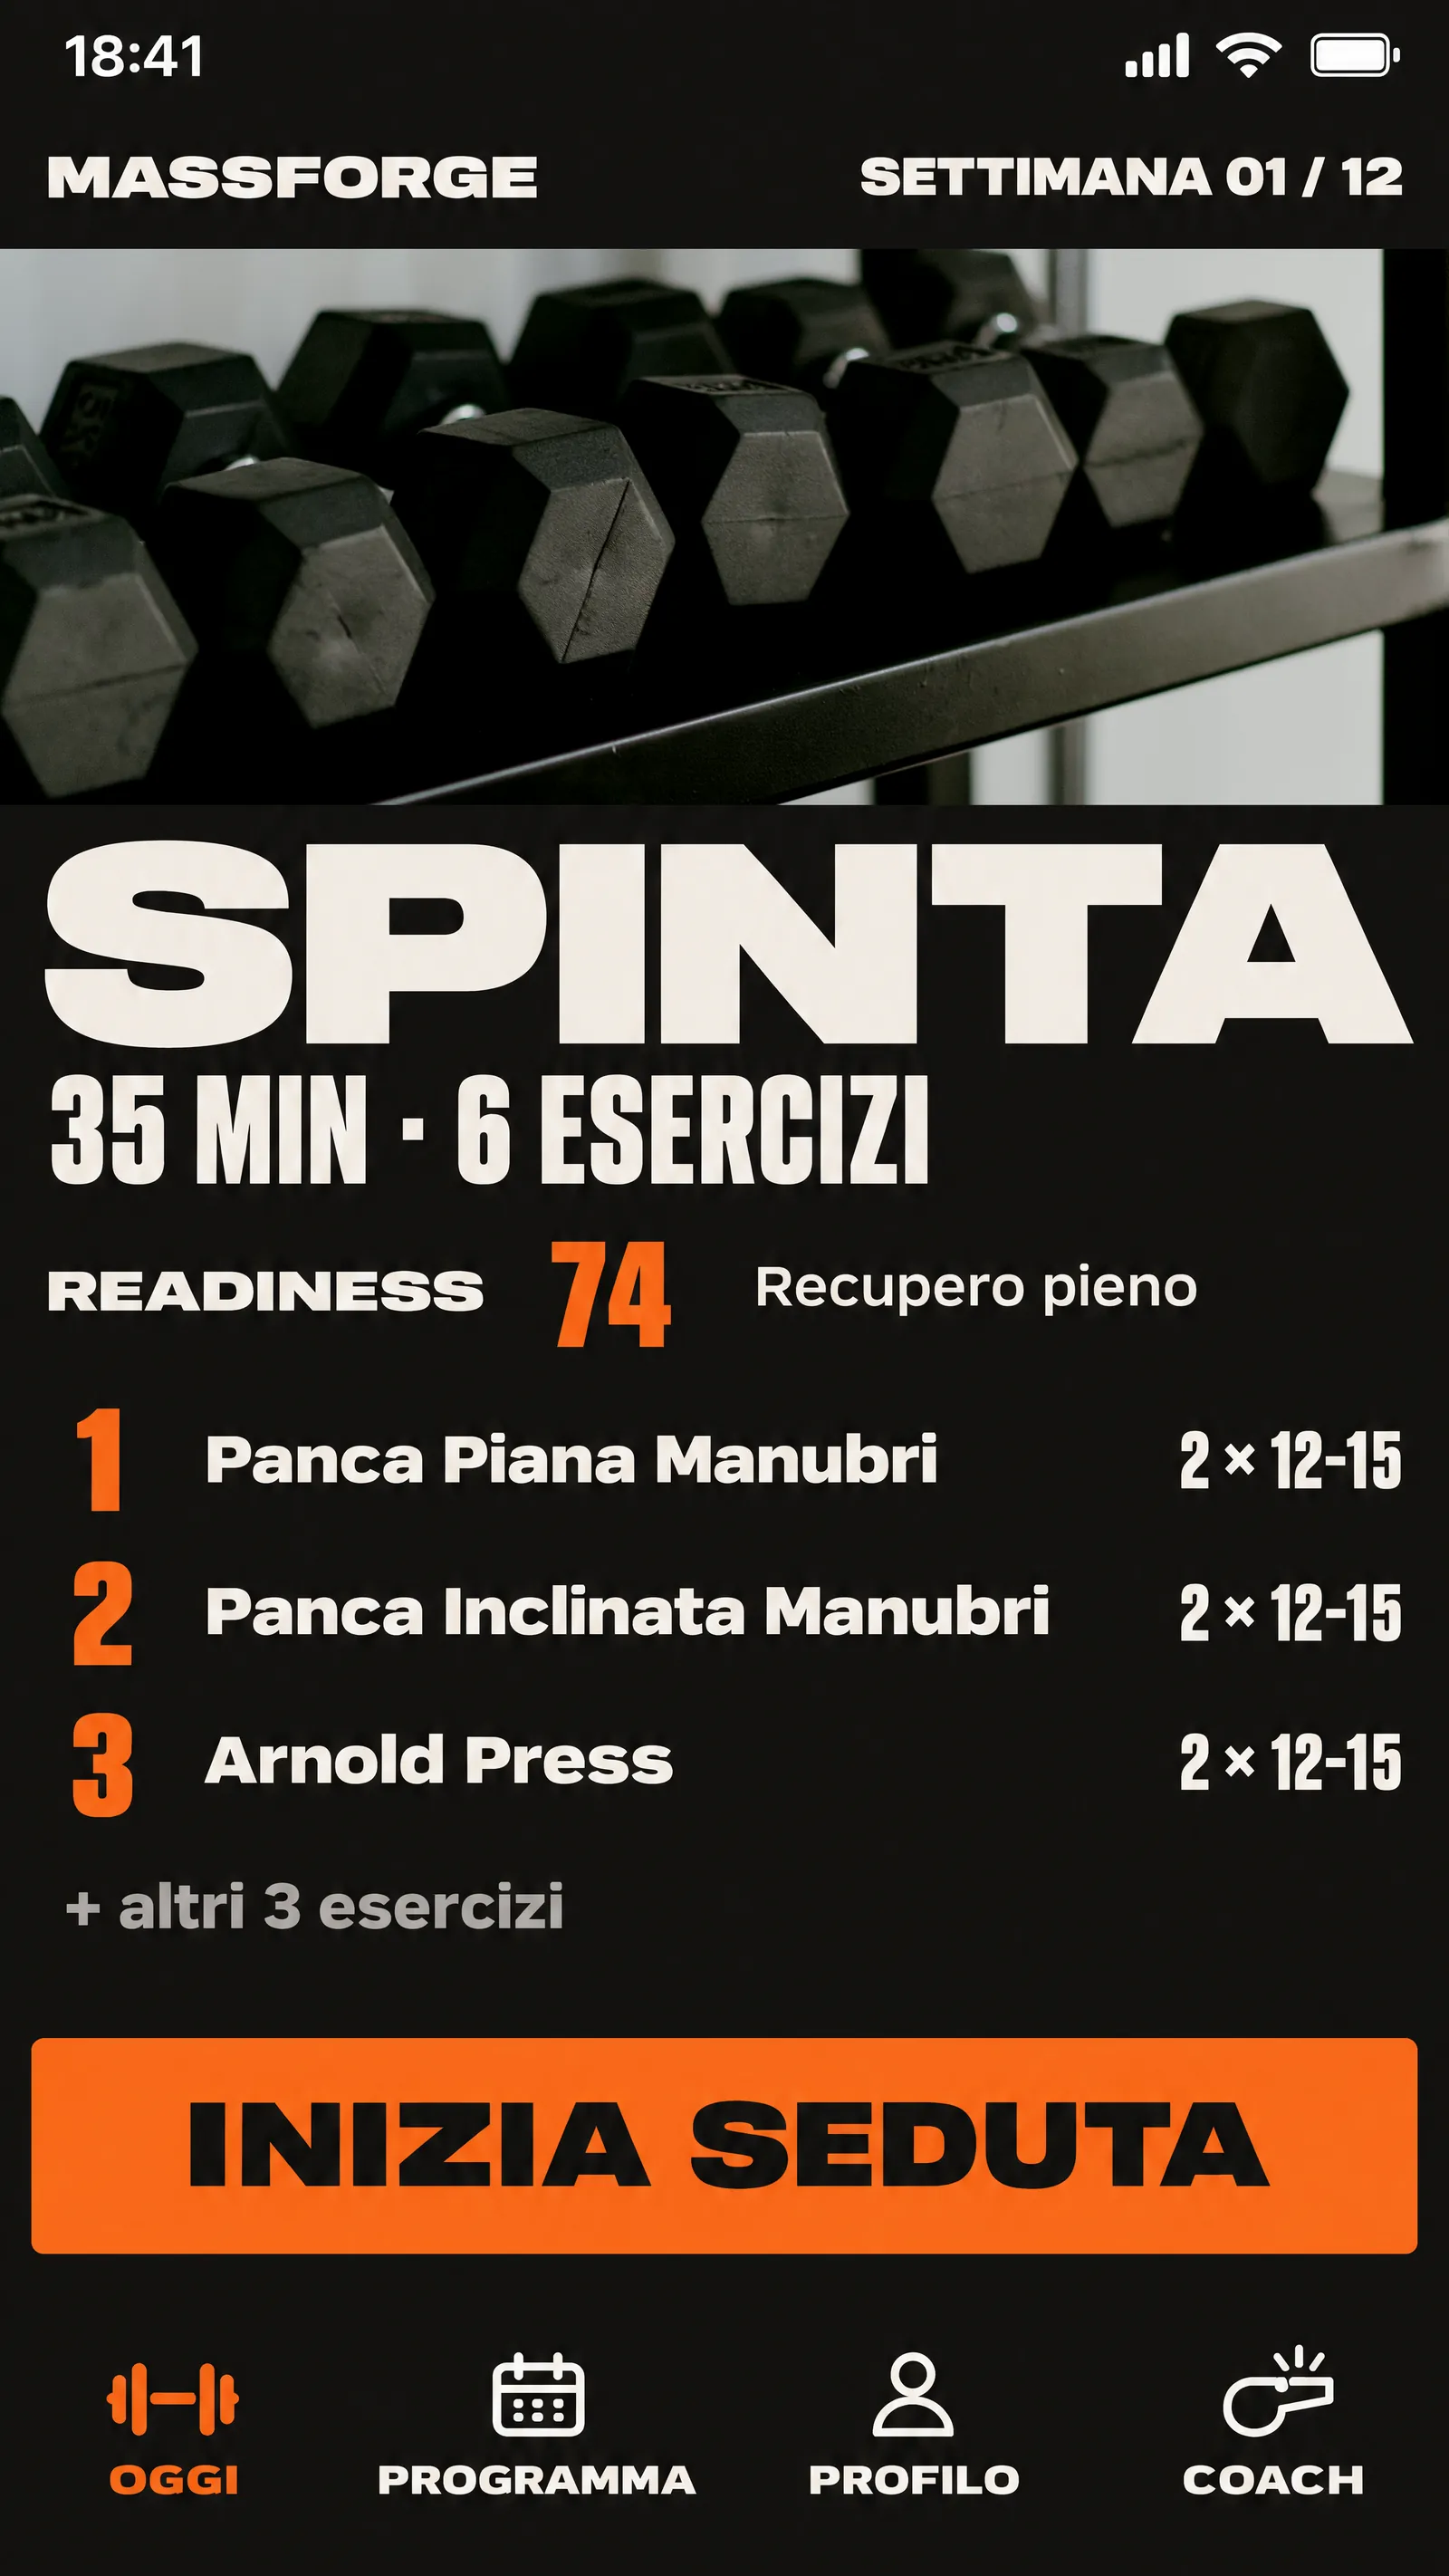 18:41
MASSFORGE
SETTIMANA 01 / 12
SPINTA
35 MIN · 6 ESERCIZI
READINESS 74 Recupero pieno
1 Panca Piana Manubri 2 × 12-15
2 Panca Inclinata Manubri 2 × 12-15
3 Arnold Press 2 × 12-15
+ altri 3 esercizi
INIZIA SEDUTA
OGGI PROGRAMMA PROFILO COACH